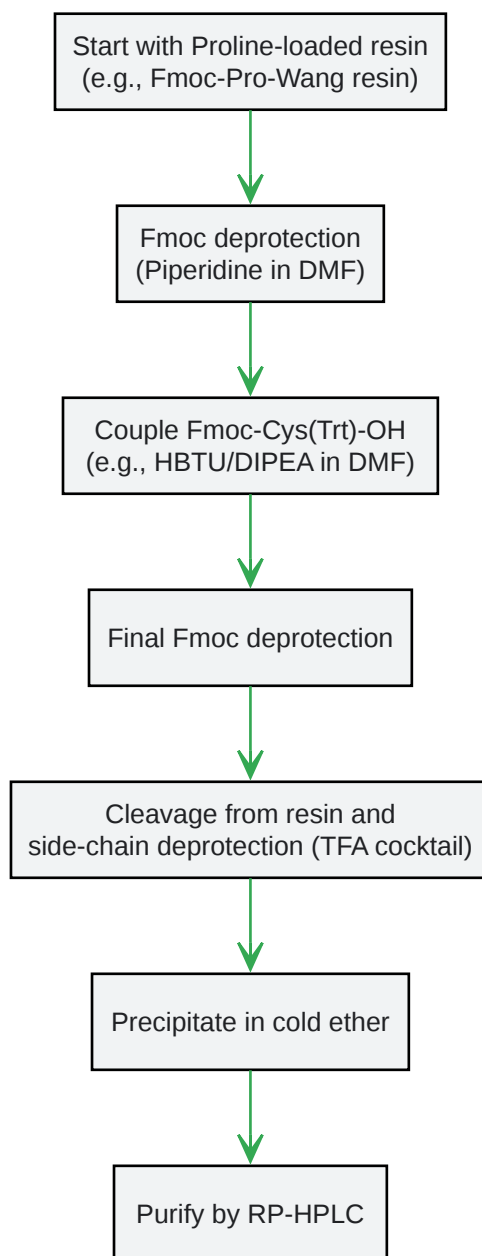 Start with Proline-loaded resin
(e.g., Fmoc-Pro-Wang resin)
Fmoc deprotection
(Piperidine in DMF)
Couple Fmoc-Cys(Trt)-OH
(e.g., HBTU/DIPEA in DMF)
Final Fmoc deprotection
Cleavage from resin and
side-chain deprotection (TFA cocktail)
Precipitate in cold ether
Purify by RP-HPLC